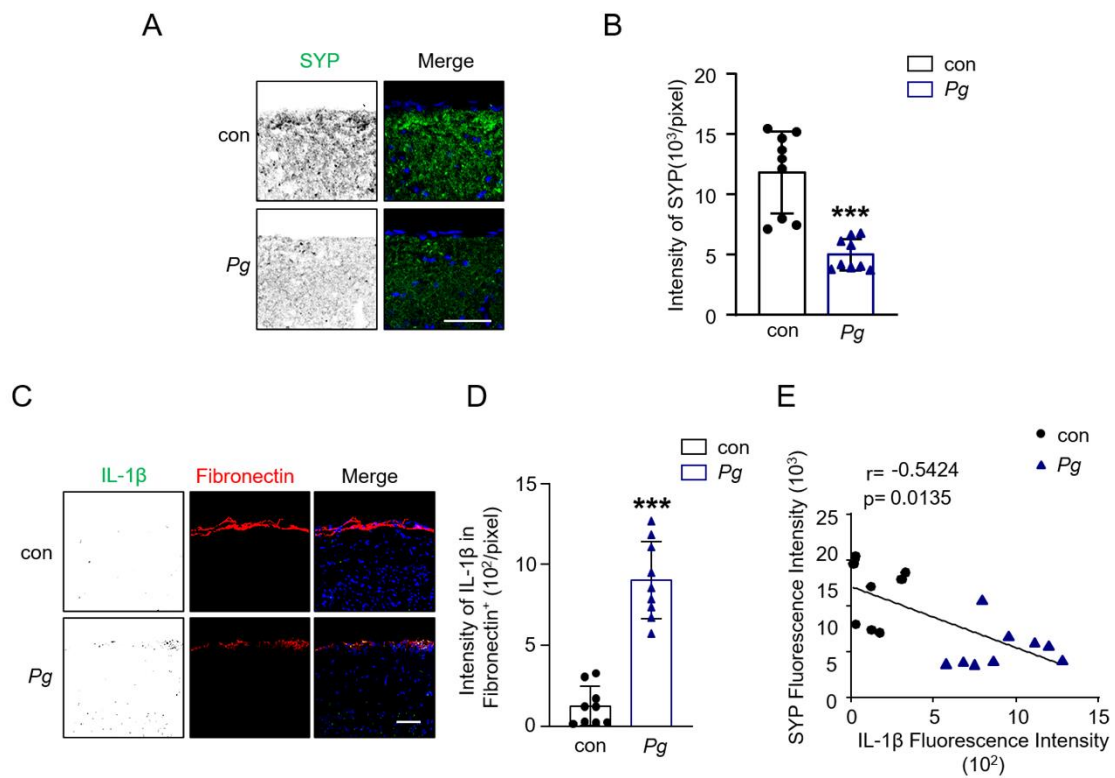 A
SYP Merge
con
Pg
B
Intensity of SYP(10³/pixel)
20
15
10
5
0
con
Pg
***
con
Pg
C
IL-1β Fibronectin Merge
con
Pg
D
Intensity of IL-1β in
Fibronectin⁺ (10²/pixel)
15
10
5
0
con
Pg
***
con
Pg
E
con
Pg
r= -0.5424
p= 0.0135
SYP Fluorescence Intensity (10³)
25
20
15
10
5
0
0 5 10 15
IL-1β Fluorescence Intensity
(10²)